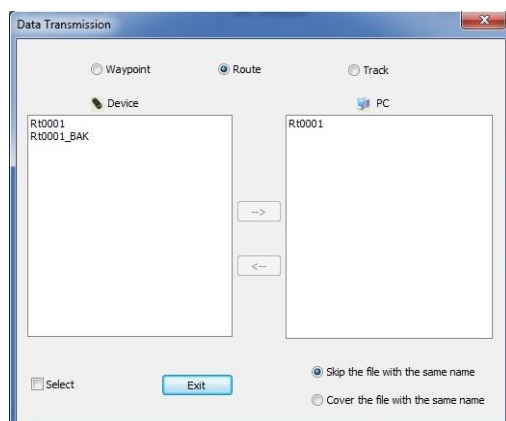 Data Transmission
Waypoint Route Track
Device PC
Rt0001 Rt0001
Rt0001_BAK
-->
<--
Skip the file with the same name
Select Exit
Cover the file with the same name